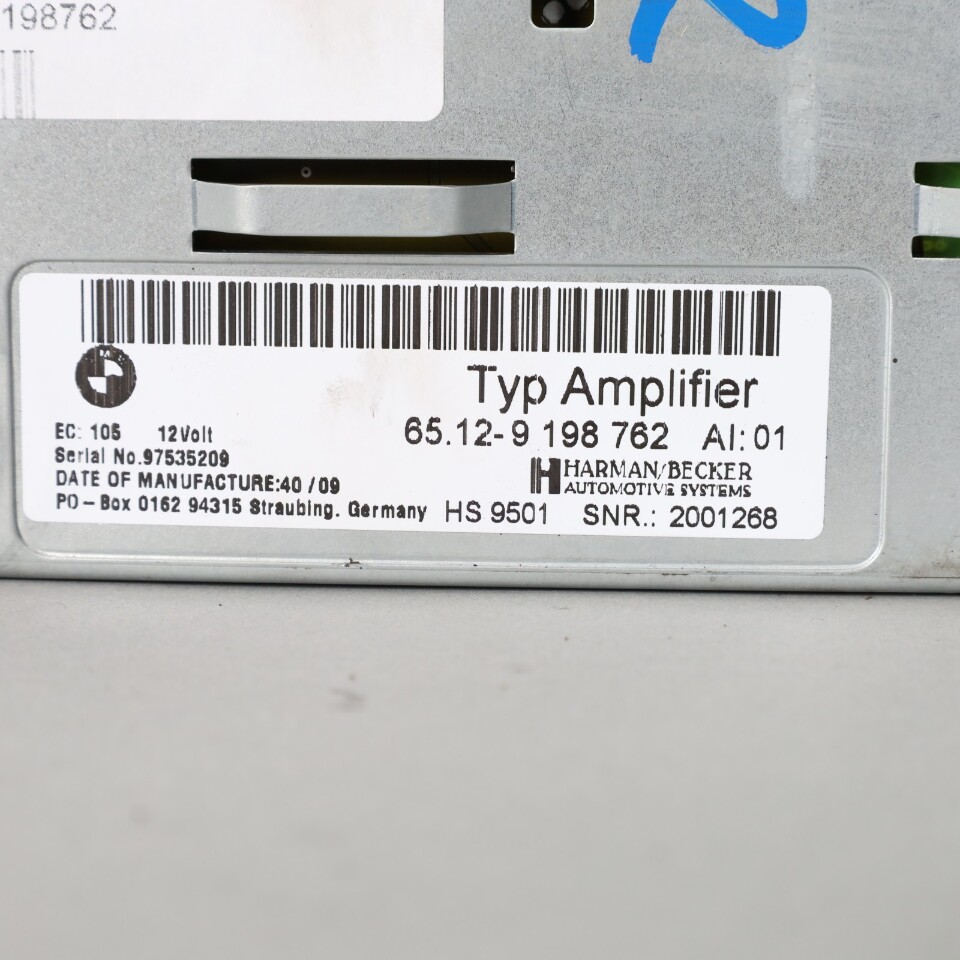 198762
Typ Amplifier
EC: 105 12Volt
65.12-9 198 762 AI: 01
Serial No.97535209
HARMAN/BECKER
AUTOMOTIVE SYSTEMS
DATE OF MANUFACTURE:40 / 09
PO - Box 0162 94315 Straubing. Germany HS 9501 SNR.: 2001268